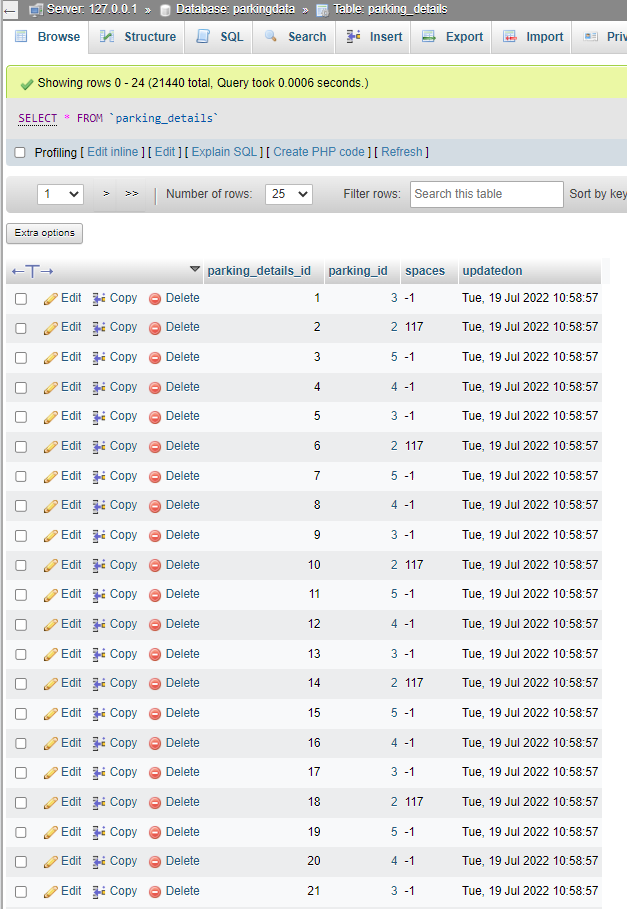 ← Server: 127.0.0.1 » Database: parkingdata » Table: parking_details
Browse Structure SQL Search Insert Export Import Priv
Showing rows 0 - 24 (21440 total, Query took 0.0006 seconds.)
SELECT * FROM `parking_details`
Profiling [ Edit inline ] [ Edit ] [ Explain SQL ] [ Create PHP code ] [ Refresh ]
1 > >> Number of rows: 25 Filter rows: Search this table Sort by key
Extra options
←T→ parking_details_id parking_id spaces updatedon
Edit Copy Delete 1 3 -1 Tue, 19 Jul 2022 10:58:57
Edit Copy Delete 2 2 117 Tue, 19 Jul 2022 10:58:57
Edit Copy Delete 3 5 -1 Tue, 19 Jul 2022 10:58:57
Edit Copy Delete 4 4 -1 Tue, 19 Jul 2022 10:58:57
Edit Copy Delete 5 3 -1 Tue, 19 Jul 2022 10:58:57
Edit Copy Delete 6 2 117 Tue, 19 Jul 2022 10:58:57
Edit Copy Delete 7 5 -1 Tue, 19 Jul 2022 10:58:57
Edit Copy Delete 8 4 -1 Tue, 19 Jul 2022 10:58:57
Edit Copy Delete 9 3 -1 Tue, 19 Jul 2022 10:58:57
Edit Copy Delete 10 2 117 Tue, 19 Jul 2022 10:58:57
Edit Copy Delete 11 5 -1 Tue, 19 Jul 2022 10:58:57
Edit Copy Delete 12 4 -1 Tue, 19 Jul 2022 10:58:57
Edit Copy Delete 13 3 -1 Tue, 19 Jul 2022 10:58:57
Edit Copy Delete 14 2 117 Tue, 19 Jul 2022 10:58:57
Edit Copy Delete 15 5 -1 Tue, 19 Jul 2022 10:58:57
Edit Copy Delete 16 4 -1 Tue, 19 Jul 2022 10:58:57
Edit Copy Delete 17 3 -1 Tue, 19 Jul 2022 10:58:57
Edit Copy Delete 18 2 117 Tue, 19 Jul 2022 10:58:57
Edit Copy Delete 19 5 -1 Tue, 19 Jul 2022 10:58:57
Edit Copy Delete 20 4 -1 Tue, 19 Jul 2022 10:58:57
Edit Copy Delete 21 3 -1 Tue, 19 Jul 2022 10:58:57